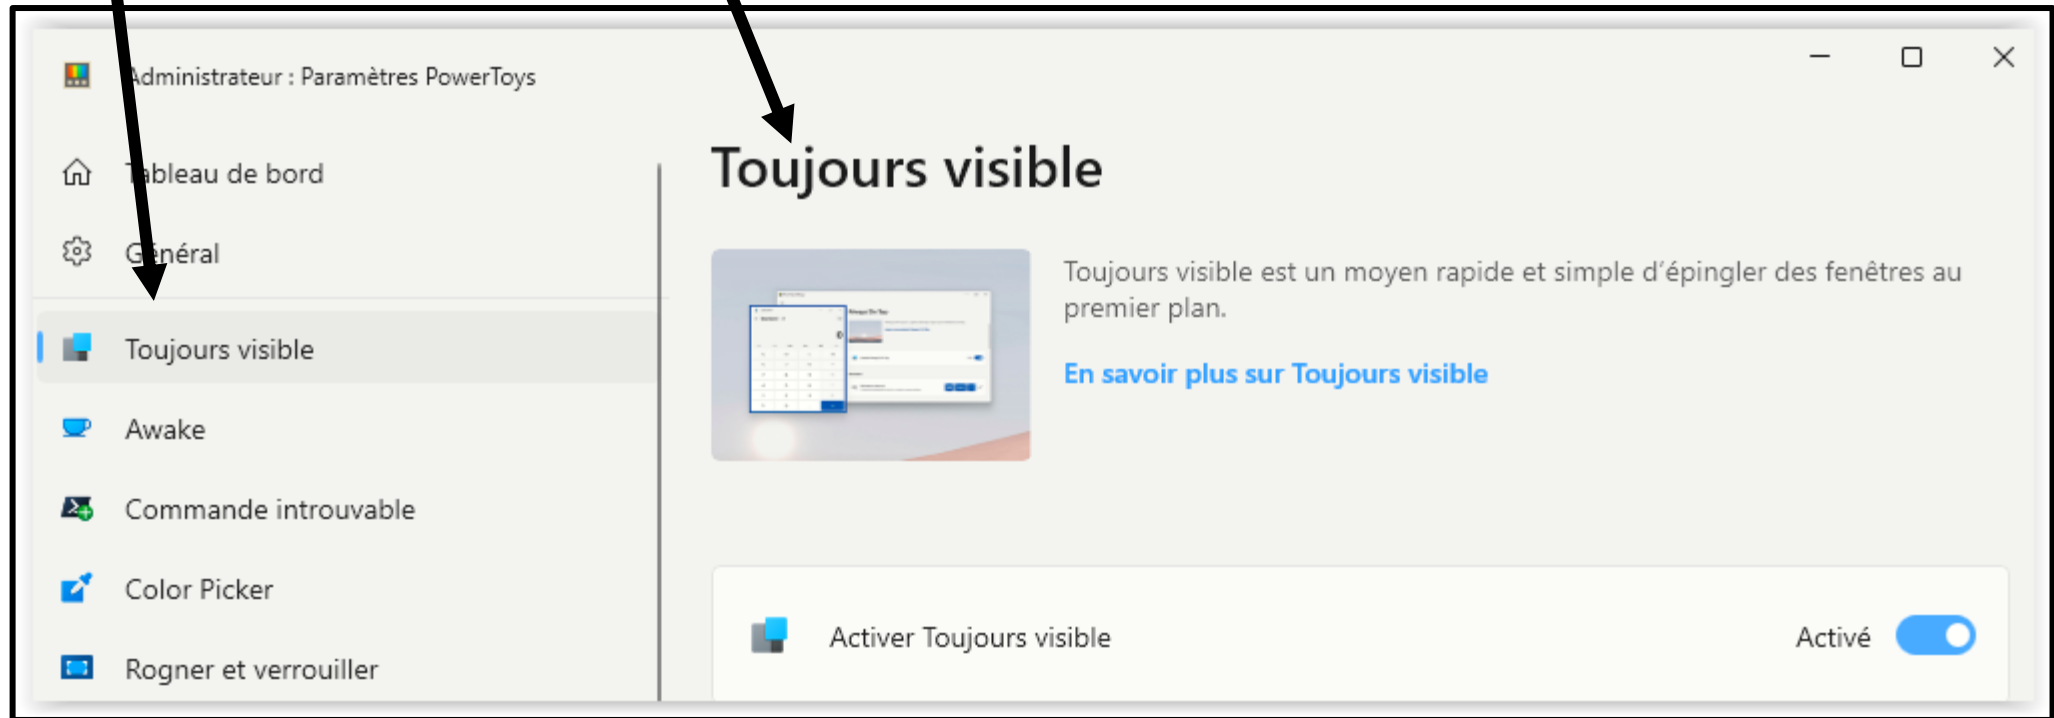 Administrateur : Paramètres PowerToys
Tableau de bord
Général
Toujours visible
Awake
Commande introuvable
Color Picker
Rogner et verrouiller
Toujours visible
Toujours visible est un moyen rapide et simple d’épingler des fenêtres au
premier plan.
En savoir plus sur Toujours visible
Activer Toujours visible
Activé